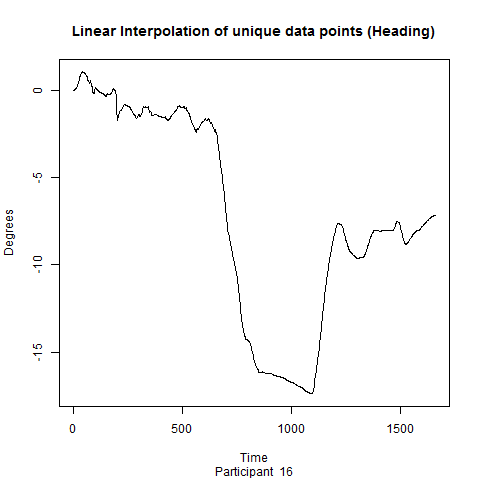 Linear Interpolation of unique data points (Heading)
0
-5
-10
-15
Degrees
0 500 1000 1500
Time
Participant 16